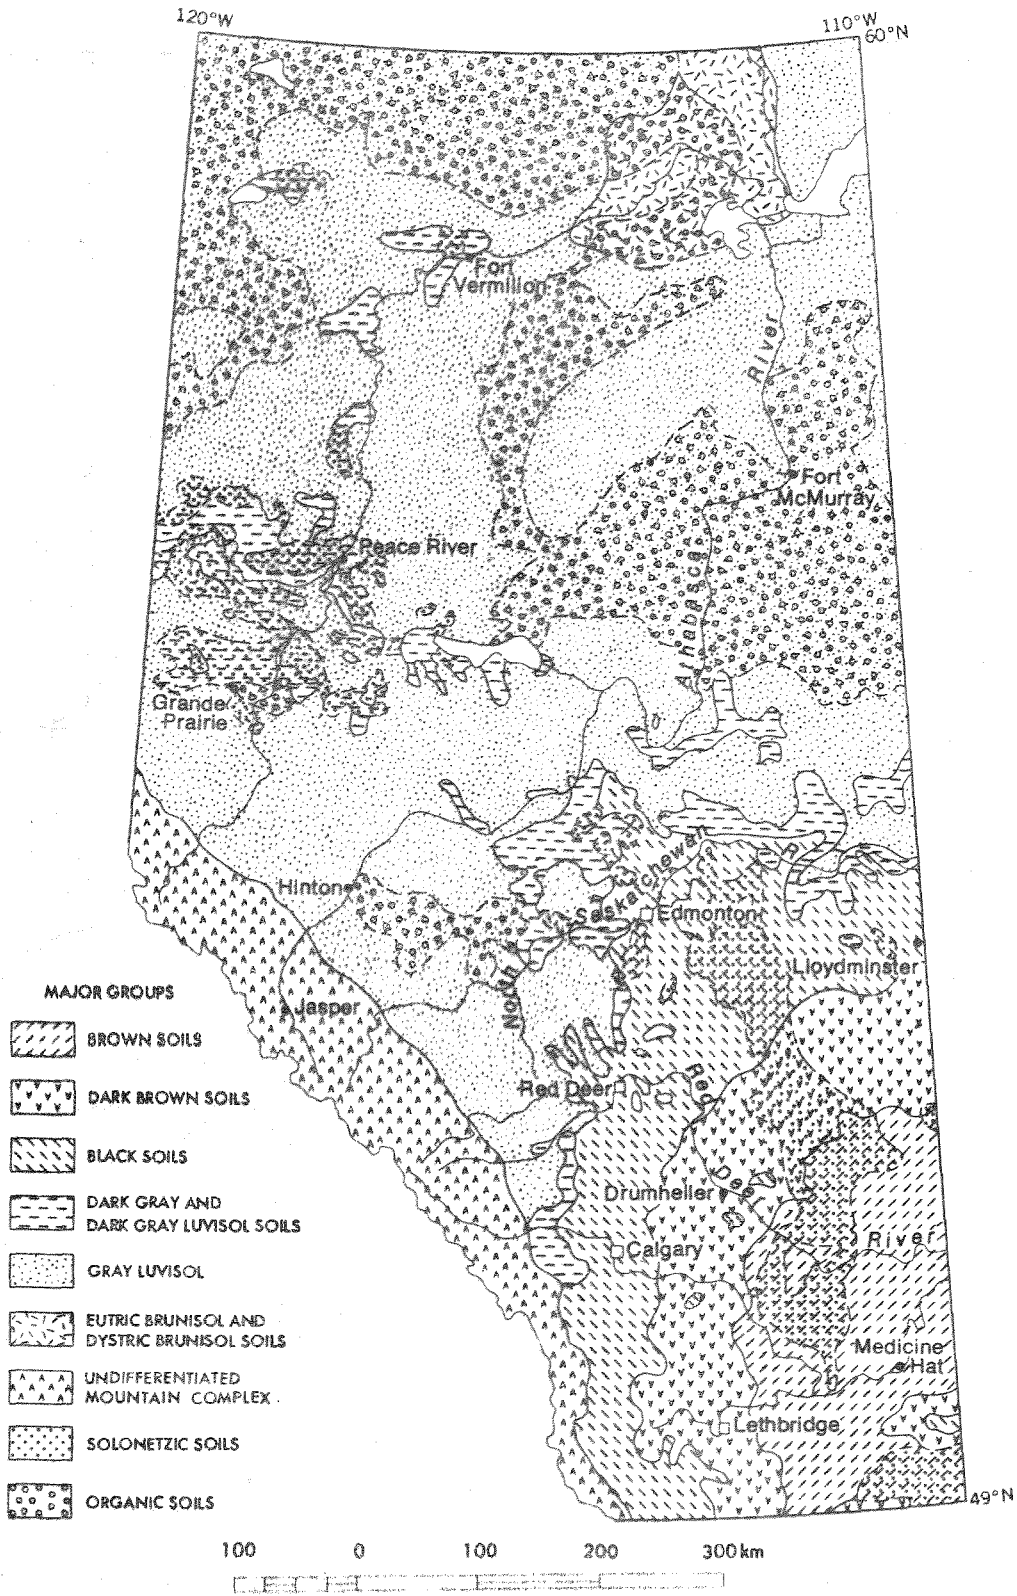 120°W
110°W
60°N
Fort
Vermilion
River
Fort
McMurray
Peace River
Athabasca
Grande
Prairie
Saskatchewan
R
Hinton
Edmonton
North
Lloydminster
Jasper
Red Deer
Red
Deer
Drumheller
River
Calgary
Medicine
Hat
Lethbridge
49°N
MAJOR GROUPS
BROWN SOILS
DARK BROWN SOILS
BLACK SOILS
DARK GRAY AND
DARK GRAY LUVISOL SOILS
GRAY LUVISOL
EUTRIC BRUNISOL AND
DYSTRIC BRUNISOL SOILS
UNDIFFERENTIATED
MOUNTAIN COMPLEX
SOLONETZIC SOILS
ORGANIC SOILS
100 0 100 200 300 km